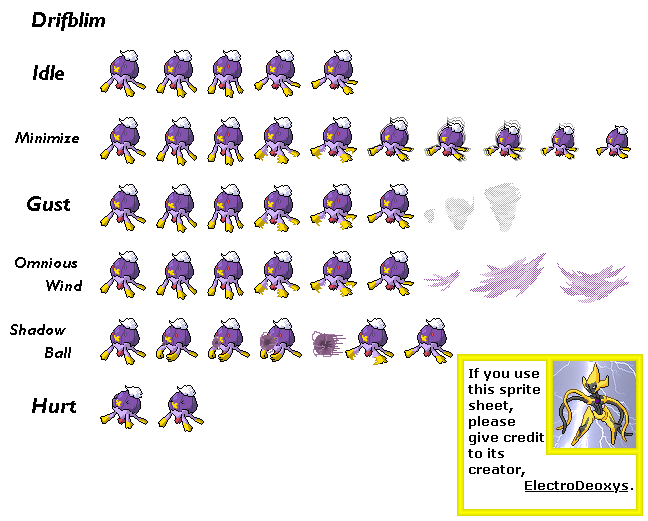 Drifblim
Idle
Minimize
Gust
Omnious
Wind
Shadow
Ball
Hurt
If you use
this sprite
sheet,
please
give credit
to its
creator,
ElectroDeoxys.